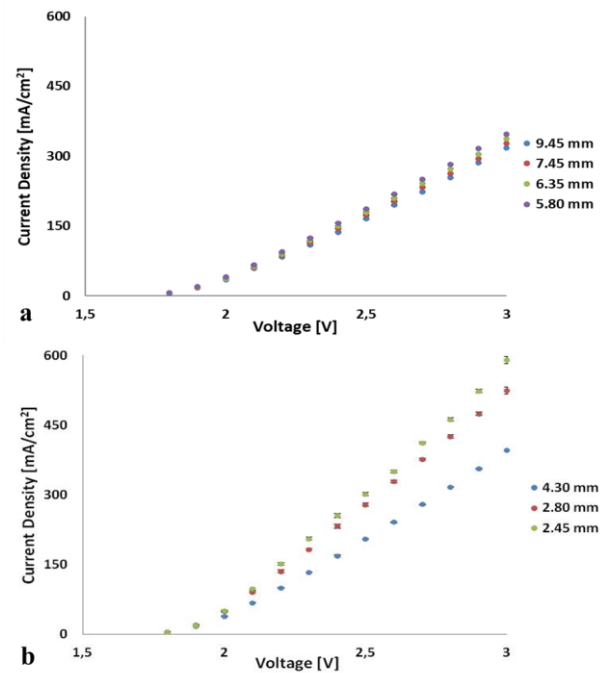 600
450
300
150
0
Current Density [mA/cm²]
9.45 mm
7.45 mm
6.35 mm
5.80 mm
1,5
2
2,5
3
Voltage [V]
a
600
450
300
150
0
Current Density [mA/cm²]
4.30 mm
2.80 mm
2.45 mm
1,5
2
2,5
3
Voltage [V]
b